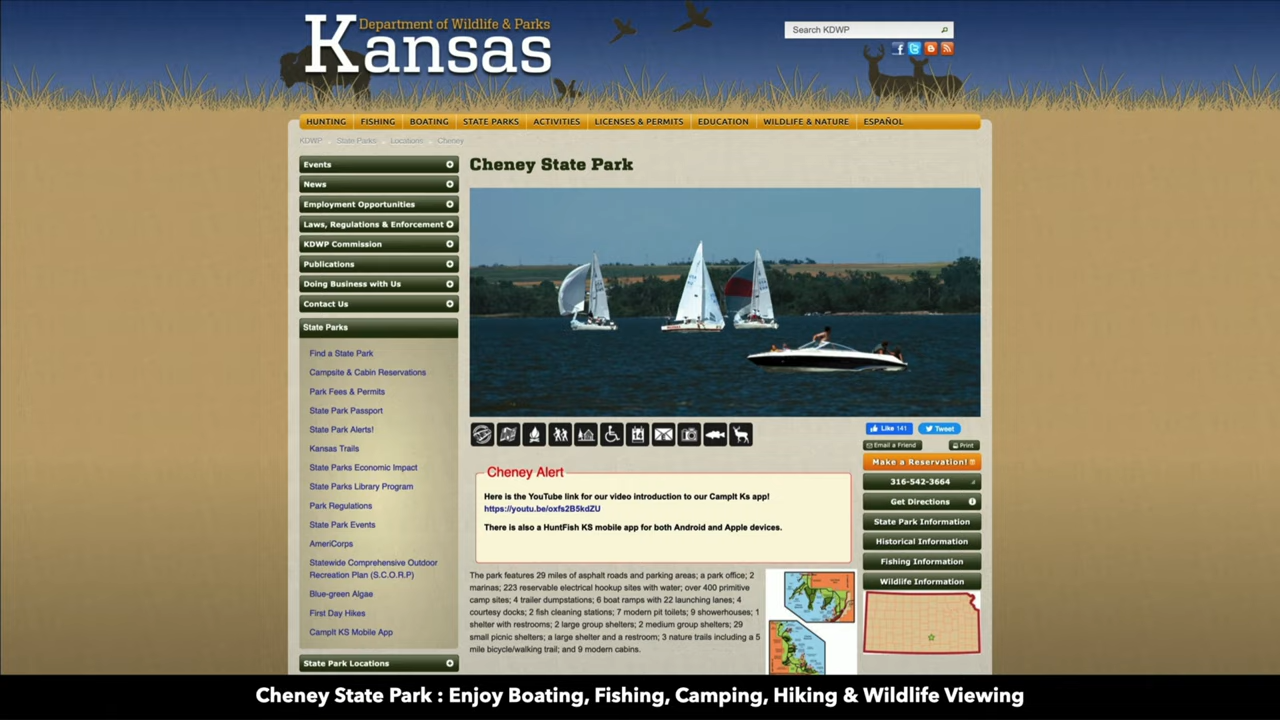 Department of Wildlife & Parks
Kansas
Search KDWP
HUNTING FISHING BOATING STATE PARKS ACTIVITIES LICENSES & PERMITS EDUCATION WILDLIFE & NATURE ESPAÑOL
KDWP State Parks Locations Cheney
Events
News
Employment Opportunities
Laws, Regulations & Enforcement
KDWP Commission
Publications
Doing Business with Us
Contact Us
State Parks
Find a State Park
Campsite & Cabin Reservations
Park Fees & Permits
State Park Passport
State Park Alerts!
Kansas Trails
State Parks Economic Impact
State Parks Library Program
Park Regulations
State Park Events
AmeriCorps
Statewide Comprehensive Outdoor
Recreation Plan (S.C.O.R.P)
Blue-green Algae
First Day Hikes
CampIt KS Mobile App
State Park Locations
Cheney State Park
14
Like 141
Tweet
Email a Friend
Print
Make a Reservation!
316-542-3664
Get Directions
State Park Information
Historical Information
Fishing Information
Wildlife Information
Cheney Alert
Here is the YouTube link for our video introduction to our CampIt Ks app!
https://youtu.be/oxfs2B5kdZU
There is also a HuntFish KS mobile app for both Android and Apple devices.
The park features 29 miles of asphalt roads and parking areas; a park office; 2
marinas; 223 reservable electrical hookup sites with water; over 400 primitive
camp sites; 4 trailer dumpstations; 6 boat ramps with 22 launching lanes; 4
courtesy docks; 2 fish cleaning stations; 7 modern pit toilets; 9 showerhouses; 1
shelter with restrooms; 2 large group shelters; 2 medium group shelters; 29
small picnic shelters; a large shelter and a restroom; 3 nature trails including a 5
mile bicycle/walking trail; and 9 modern cabins.
Cheney State Park : Enjoy Boating, Fishing, Camping, Hiking & Wildlife Viewing